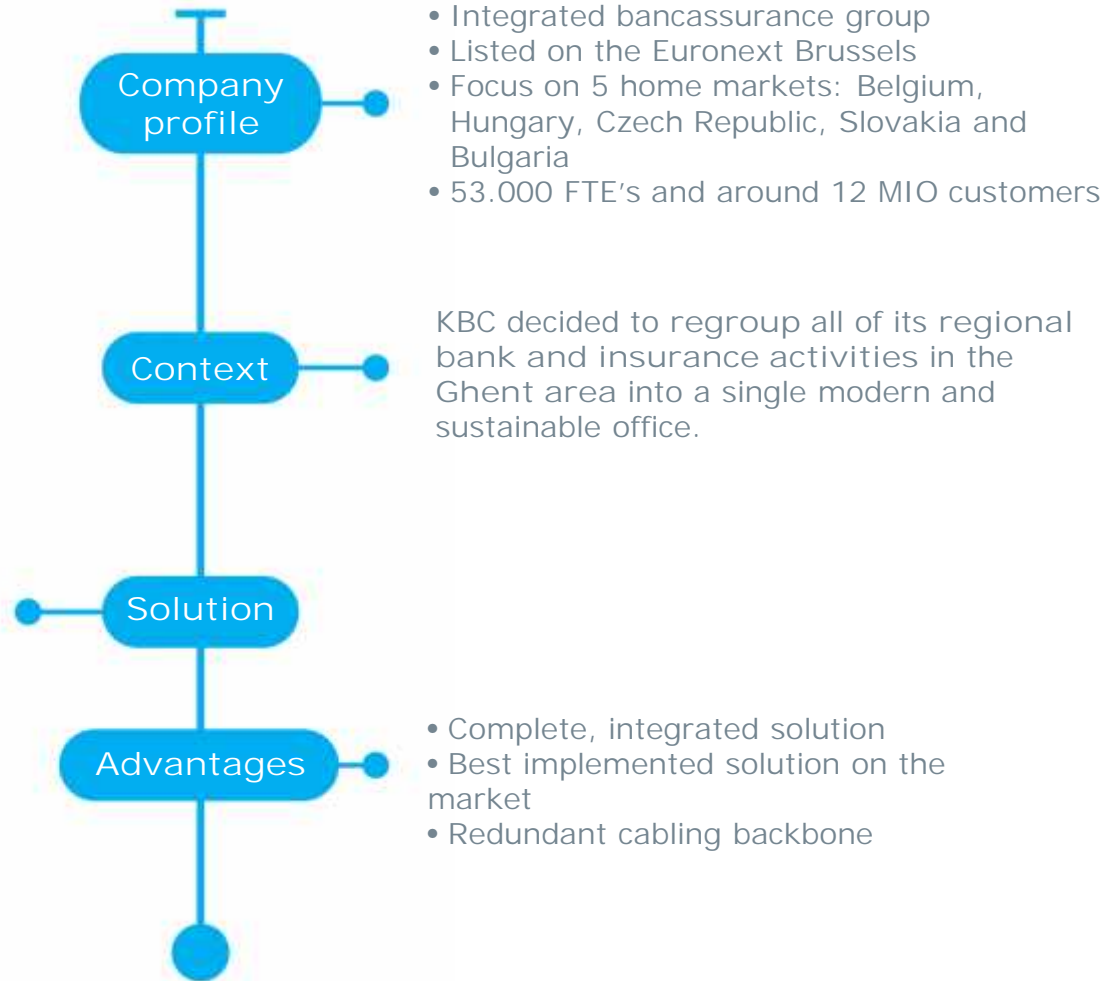 Company
profile
• Integrated bancassurance group
• Listed on the Euronext Brussels
• Focus on 5 home markets: Belgium,
Hungary, Czech Republic, Slovakia and
Bulgaria
• 53.000 FTE's and around 12 MIO customers
Context
KBC decided to regroup all of its regional
bank and insurance activities in the
Ghent area into a single modern and
sustainable office.
Solution
Advantages
• Complete, integrated solution
• Best implemented solution on the
market
• Redundant cabling backbone